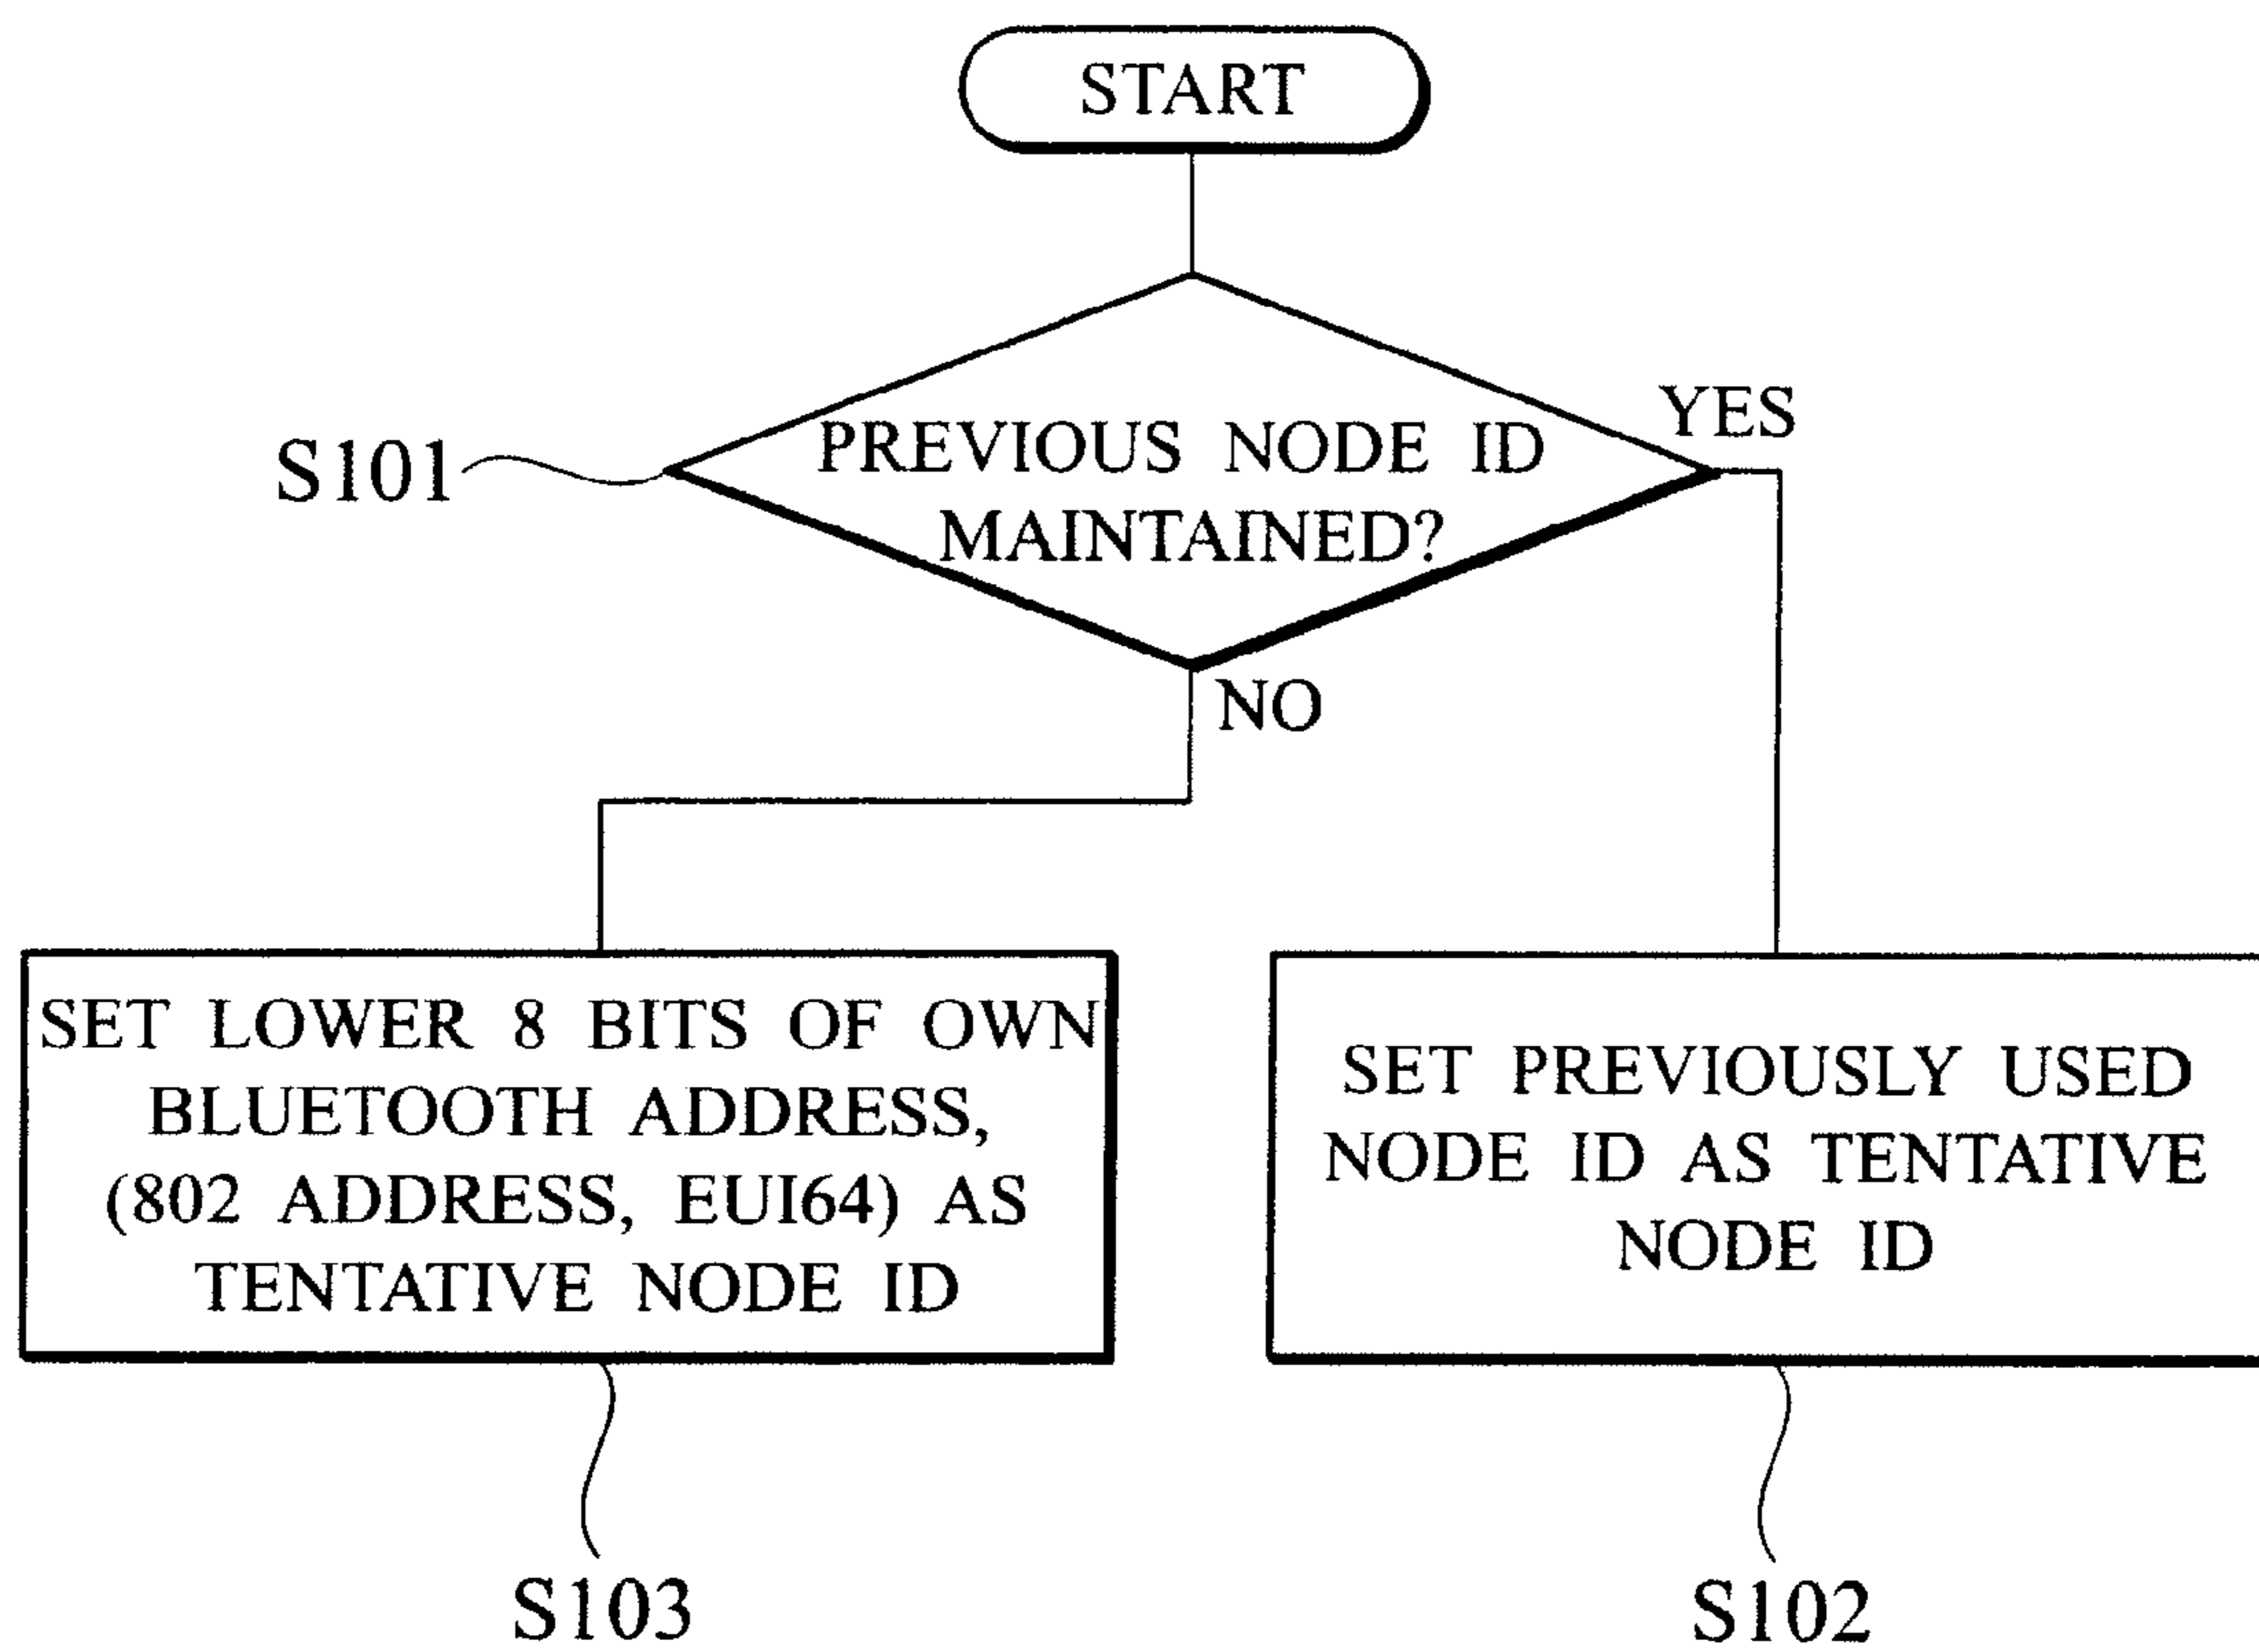 START
S101
PREVIOUS NODE ID
MAINTAINED?
YES
NO
SET LOWER 8 BITS OF OWN
BLUETOOTH ADDRESS,
(802 ADDRESS, EUI64) AS
TENTATIVE NODE ID
SET PREVIOUSLY USED
NODE ID AS TENTATIVE
NODE ID
S103
S102